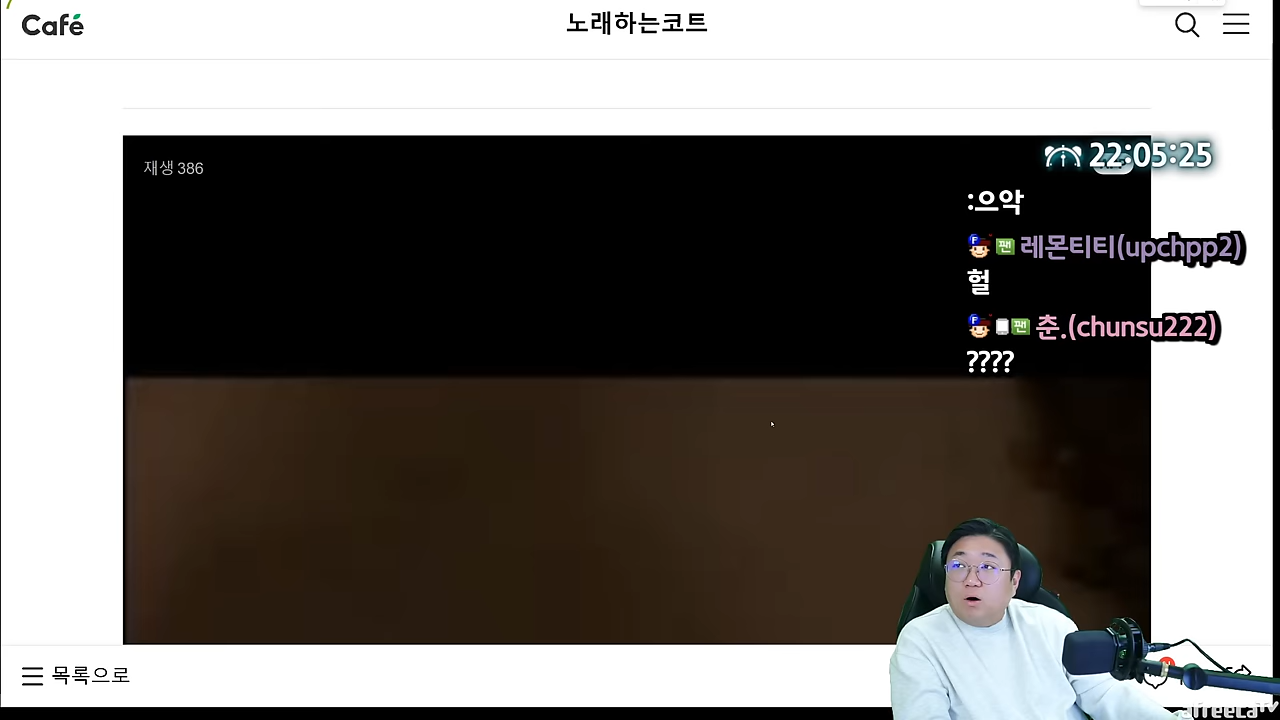 Café
노래하는코트
재생 386
22:05:25
:으악
F 팬 레몬티티(upchpp2)
헐
F 팬 춘.(chunsu222)
????
목록으로
afreecaTV